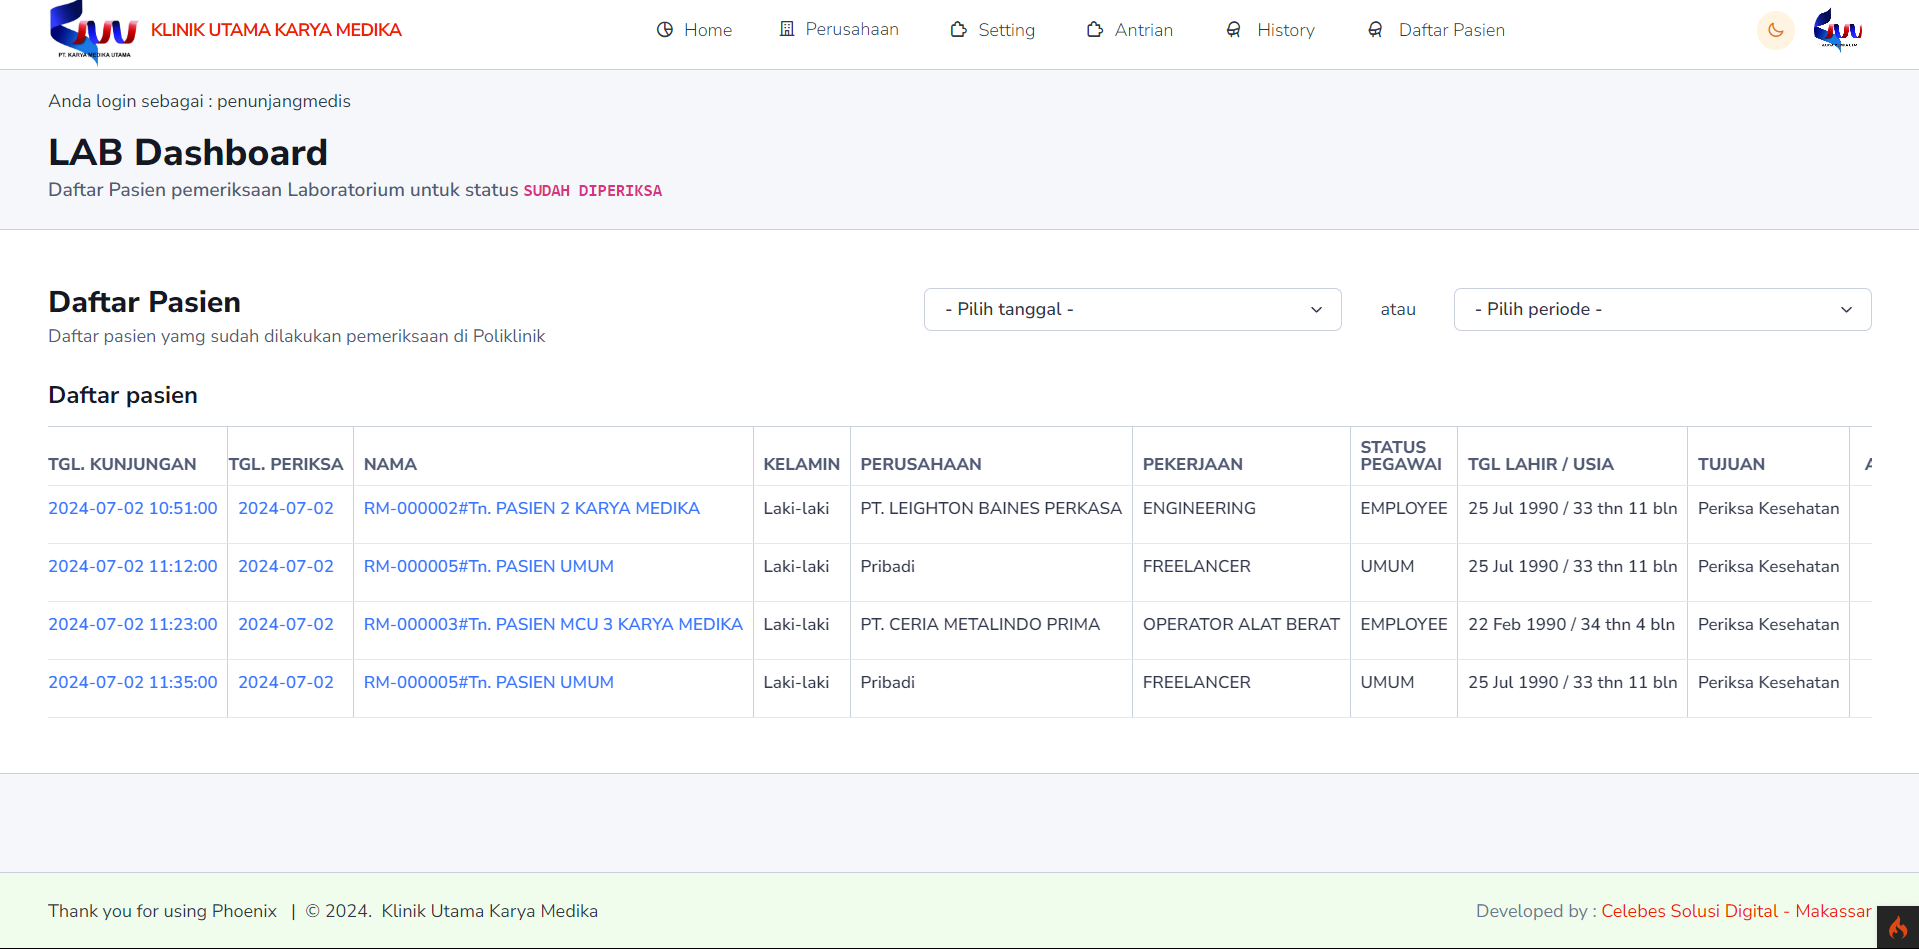 PT. KARYA MEDIKA UTAMA
KLINIK UTAMA KARYA MEDIKA
Home
Perusahaan
Setting
Antrian
History
Daftar Pasien
Anda login sebagai : penunjangmedis
LAB Dashboard
Daftar Pasien pemeriksaan Laboratorium untuk status SUDAH DIPERIKSA
Daftar Pasien
- Pilih tanggal -
atau
- Pilih periode -
Daftar pasien yamg sudah dilakukan pemeriksaan di Poliklinik
Daftar pasien
TGL. KUNJUNGAN TGL. PERIKSA NAMA KELAMIN PERUSAHAAN PEKERJAAN STATUS PEGAWAI TGL LAHIR / USIA TUJUAN
2024-07-02 10:51:00 2024-07-02 RM-000002#Tn. PASIEN 2 KARYA MEDIKA Laki-laki PT. LEIGHTON BAINES PERKASA ENGINEERING EMPLOYEE 25 Jul 1990 / 33 thn 11 bln Periksa Kesehatan
2024-07-02 11:12:00 2024-07-02 RM-000005#Tn. PASIEN UMUM Laki-laki Pribadi FREELANCER UMUM 25 Jul 1990 / 33 thn 11 bln Periksa Kesehatan
2024-07-02 11:23:00 2024-07-02 RM-000003#Tn. PASIEN MCU 3 KARYA MEDIKA Laki-laki PT. CERIA METALINDO PRIMA OPERATOR ALAT BERAT EMPLOYEE 22 Feb 1990 / 34 thn 4 bln Periksa Kesehatan
2024-07-02 11:35:00 2024-07-02 RM-000005#Tn. PASIEN UMUM Laki-laki Pribadi FREELANCER UMUM 25 Jul 1990 / 33 thn 11 bln Periksa Kesehatan
Thank you for using Phoenix | © 2024. Klinik Utama Karya Medika
Developed by : Celebes Solusi Digital - Makassar